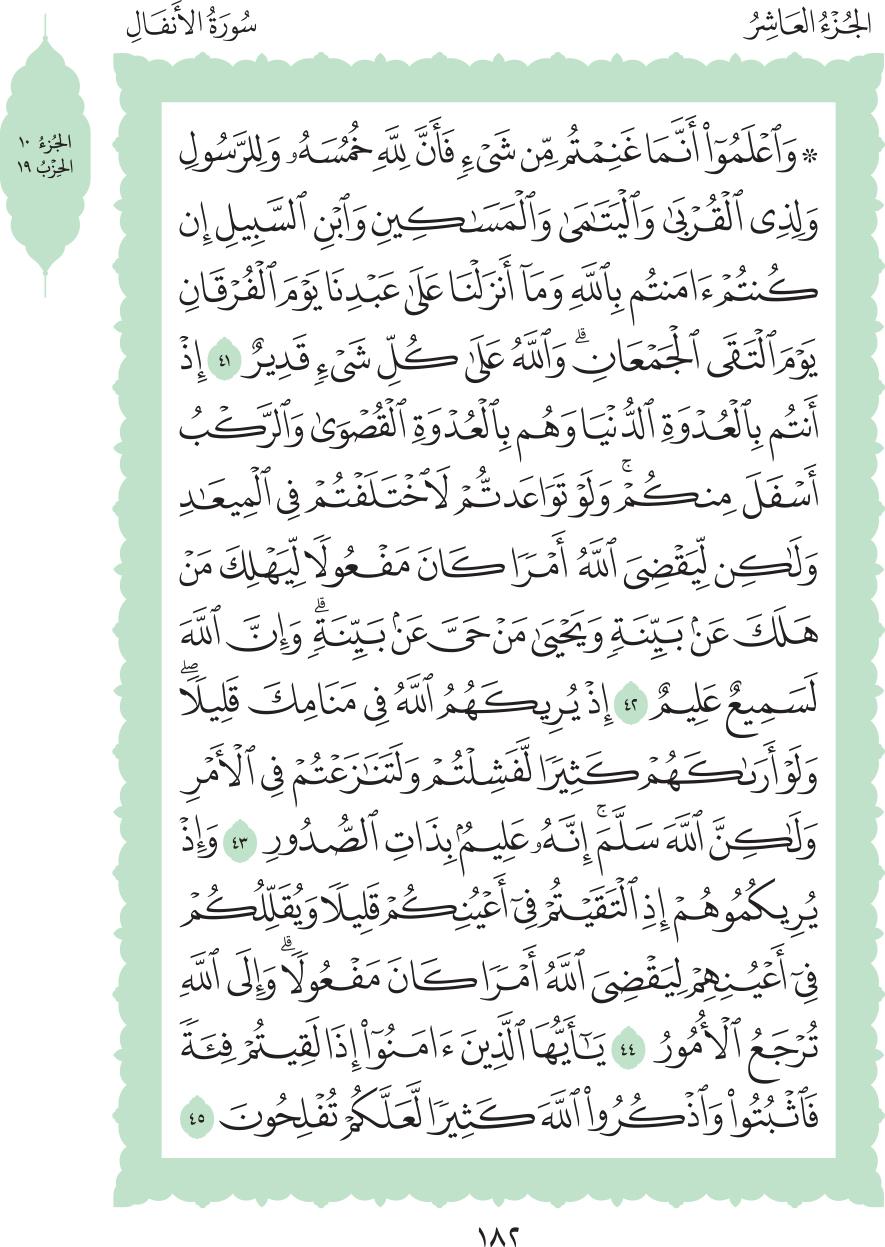 الجُزْءُ العَاشِرُ
سُورَةُ الأَنفَالِ
الجُزءُ ١٠
الحِزْبُ ١٩
* وَٱعۡلَمُوٓاْ أَنَّمَا غَنِمۡتُم مِّن شَيۡءٖ فَأَنَّ لِلَّهِ خُمُسَهُۥ وَلِلرَّسُولِ
وَلِذِي ٱلۡقُرۡبَىٰ وَٱلۡيَتَٰمَىٰ وَٱلۡمَسَٰكِينِ وَٱبۡنِ ٱلسَّبِيلِ إِن
كُنتُمۡ ءَامَنتُم بِٱللَّهِ وَمَآ أَنزَلۡنَا عَلَىٰ عَبۡدِنَا يَوۡمَ ٱلۡفُرۡقَانِ
يَوۡمَ ٱلۡتَقَى ٱلۡجَمۡعَانِۗ وَٱللَّهُ عَلَىٰ كُلِّ شَيۡءٖ قَدِيرٌ ٤١ إِذۡ
أَنتُم بِٱلۡعُدۡوَةِ ٱلدُّنۡيَا وَهُم بِٱلۡعُدۡوَةِ ٱلۡقُصۡوَىٰ وَٱلرَّكۡبُ
أَسۡفَلَ مِنكُمۡۚ وَلَوۡ تَوَاعَدتُّمۡ لَٱخۡتَلَفۡتُمۡ فِي ٱلۡمِيعَٰدِ
وَلَٰكِن لِّيَقۡضِيَ ٱللَّهُ أَمۡرٗا كَانَ مَفۡعُولٗا لِّيَهۡلِكَ مَنۡ
هَلَكَ عَنۢ بَيِّنَةٖ وَيَحۡيَىٰ مَنۡ حَيَّ عَنۢ بَيِّنَةٖۗ وَإِنَّ ٱللَّهَ
لَسَمِيعٌ عَلِيمٌ ٤٢ إِذۡ يُرِيكَهُمُ ٱللَّهُ فِي مَنَامِكَ قَلِيلٗاۖ
وَلَوۡ أَرَىٰكَهُمۡ كَثِيرٗا لَّفَشِلۡتُمۡ وَلَتَنَٰزَعۡتُمۡ فِي ٱلۡأَمۡرِ
وَلَٰكِنَّ ٱللَّهَ سَلَّمَۚ إِنَّهُۥ عَلِيمُۢ بِذَاتِ ٱلصُّدُورِ ٤٣ وَإِذۡ
يُرِيكُمُوهُمۡ إِذِ ٱلۡتَقَيۡتُمۡ فِيٓ أَعۡيُنِكُمۡ قَلِيلٗا وَيُقَلِّلُكُمۡ
فِيٓ أَعۡيُنِهِمۡ لِيَقۡضِيَ ٱللَّهُ أَمۡرٗا كَانَ مَفۡعُولٗاۗ وَإِلَى ٱللَّهِ
تُرۡجَعُ ٱلۡأُمُورُ ٤٤ يَٰٓأَيُّهَا ٱلَّذِينَ ءَامَنُوٓاْ إِذَا لَقِيتُمۡ فِئَةٗ
فَٱثۡبُتُواْ وَٱذۡكُرُواْ ٱللَّهَ كَثِيرٗا لَّعَلَّكُمۡ تُفۡلِحُونَ ٤٥
١٨٢